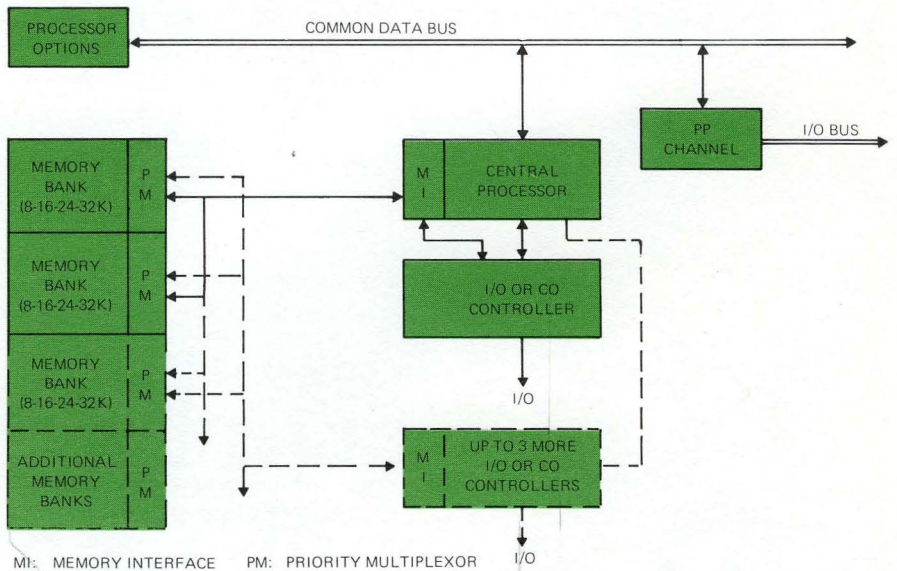 PROCESSOR
OPTIONS
COMMON DATA BUS
PP
CHANNEL
I/O BUS
MEMORY
BANK
(8-16-24-32K)
P
M
M
I
CENTRAL
PROCESSOR
MEMORY
BANK
(8-16-24-32K)
P
M
I/O OR CO
CONTROLLER
MEMORY
BANK
(8-16-24-32K)
P
M
I/O
ADDITIONAL
MEMORY
BANKS
P
M
M
I
UP TO 3 MORE
I/O OR CO
CONTROLLERS
I/O
MI: MEMORY INTERFACE PM: PRIORITY MULTIPLEXOR